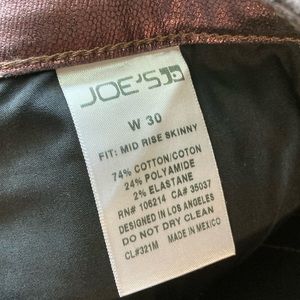 JOE'S
W 30
FIT: MID RISE SKINNY
74% COTTON/COTON
24% POLYAMIDE
2% ELASTANE
RN# 106214 CA# 35037
DESIGNED IN LOS ANGELES
DO NOT DRY CLEAN
CL#321M MADE IN MEXICO